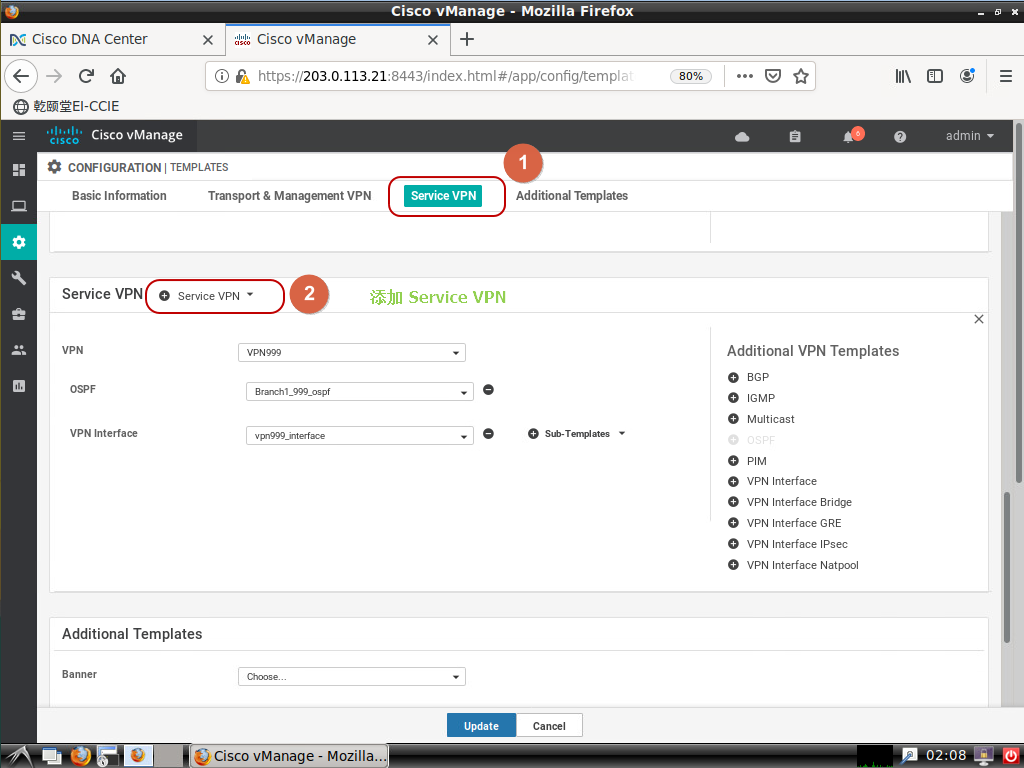 Cisco vManage - Mozilla Firefox
Cisco DNA Center
Cisco vManage
https://203.0.113.21:8443/index.html#/app/config/templat
80%
乾颐堂EI-CCIE
cisco
Cisco vManage
6
admin
CONFIGURATION | TEMPLATES
1
Basic Information
Transport & Management VPN
Service VPN
Additional Templates
Service VPN
Service VPN
2
添加 Service VPN
VPN
VPN999
OSPF
Branch1_999_ospf
VPN Interface
vpn999_interface
Sub-Templates
Additional VPN Templates
BGP
IGMP
Multicast
OSPF
PIM
VPN Interface
VPN Interface Bridge
VPN Interface GRE
VPN Interface IPsec
VPN Interface Natpool
Additional Templates
Banner
Choose...
Update
Cancel
Cisco vManage - Mozilla...
02:08